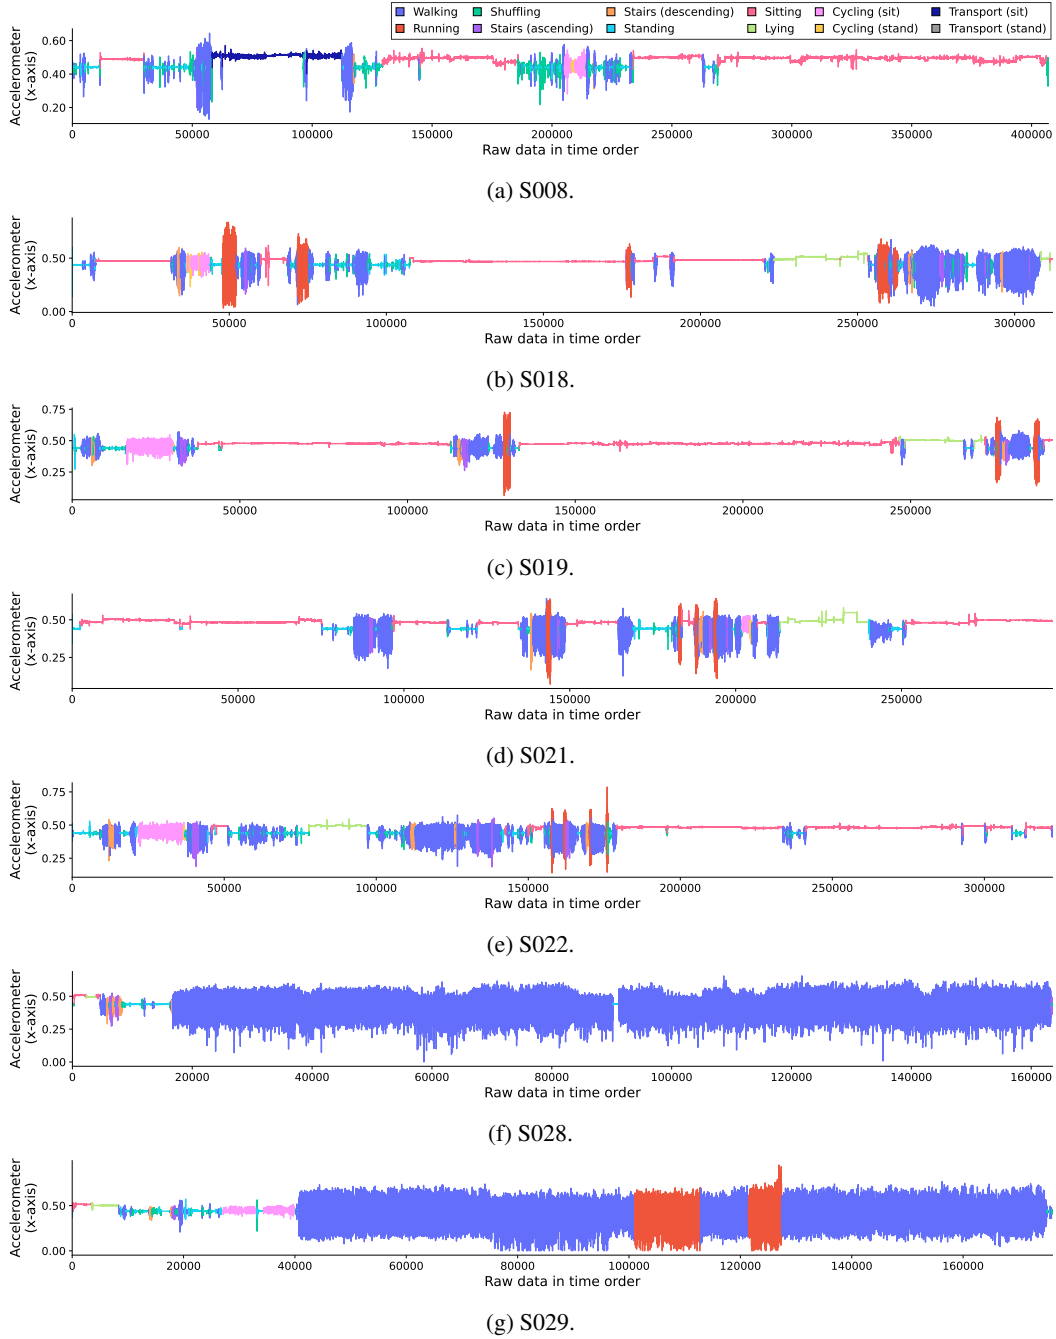 Walking Shuffling Stairs (descending) Sitting Cycling (sit) Transport (sit)
Running Stairs (ascending) Standing Lying Cycling (stand) Transport (stand)
Accelerometer
(x-axis)
0.60
0.40
0.20
0 50000 100000 150000 200000 250000 300000 350000 400000
Raw data in time order
(a) S008.
Accelerometer
(x-axis)
0.50
0.00
0 50000 100000 150000 200000 250000 300000
Raw data in time order
(b) S018.
Accelerometer
(x-axis)
0.75
0.50
0.25
0 50000 100000 150000 200000 250000
Raw data in time order
(c) S019.
Accelerometer
(x-axis)
0.50
0.25
0 50000 100000 150000 200000 250000
Raw data in time order
(d) S021.
Accelerometer
(x-axis)
0.75
0.50
0.25
0 50000 100000 150000 200000 250000 300000
Raw data in time order
(e) S022.
Accelerometer
(x-axis)
0.50
0.25
0.00
0 20000 40000 60000 80000 100000 120000 140000 160000
Raw data in time order
(f) S028.
Accelerometer
(x-axis)
0.50
0.00
0 20000 40000 60000 80000 100000 120000 140000 160000
Raw data in time order
(g) S029.